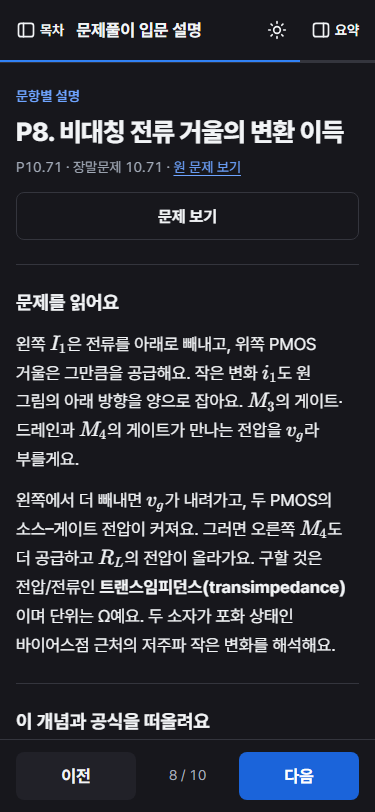 목차 문제풀이 입문 설명 요약
문항별 설명
P8. 비대칭 전류 거울의 변환 이득
P10.71 · 장말문제 10.71 · 원 문제 보기
문제 보기
문제를 읽어요
왼쪽 I₁은 전류를 아래로 빼내고, 위쪽 PMOS
거울은 그만큼을 공급해요. 작은 변화 i₁도 원
그림의 아래 방향을 양으로 잡아요. M₃의 게이트·
드레인과 M₄의 게이트가 만나는 전압을 v_g라
부를게요.
왼쪽에서 더 빼내면 v_g가 내려가고, 두 PMOS의
소스–게이트 전압이 커져요. 그러면 오른쪽 M₄도
더 공급하고 R_L의 전압이 올라가요. 구할 것은
전압/전류인 트랜스임피던스(transimpedance)
이며 단위는 Ω예요. 두 소자가 포화 상태인
바이어스점 근처의 저주파 작은 변화를 해석해요.
이 개념과 공식을 떠올려요
이전 8 / 10 다음